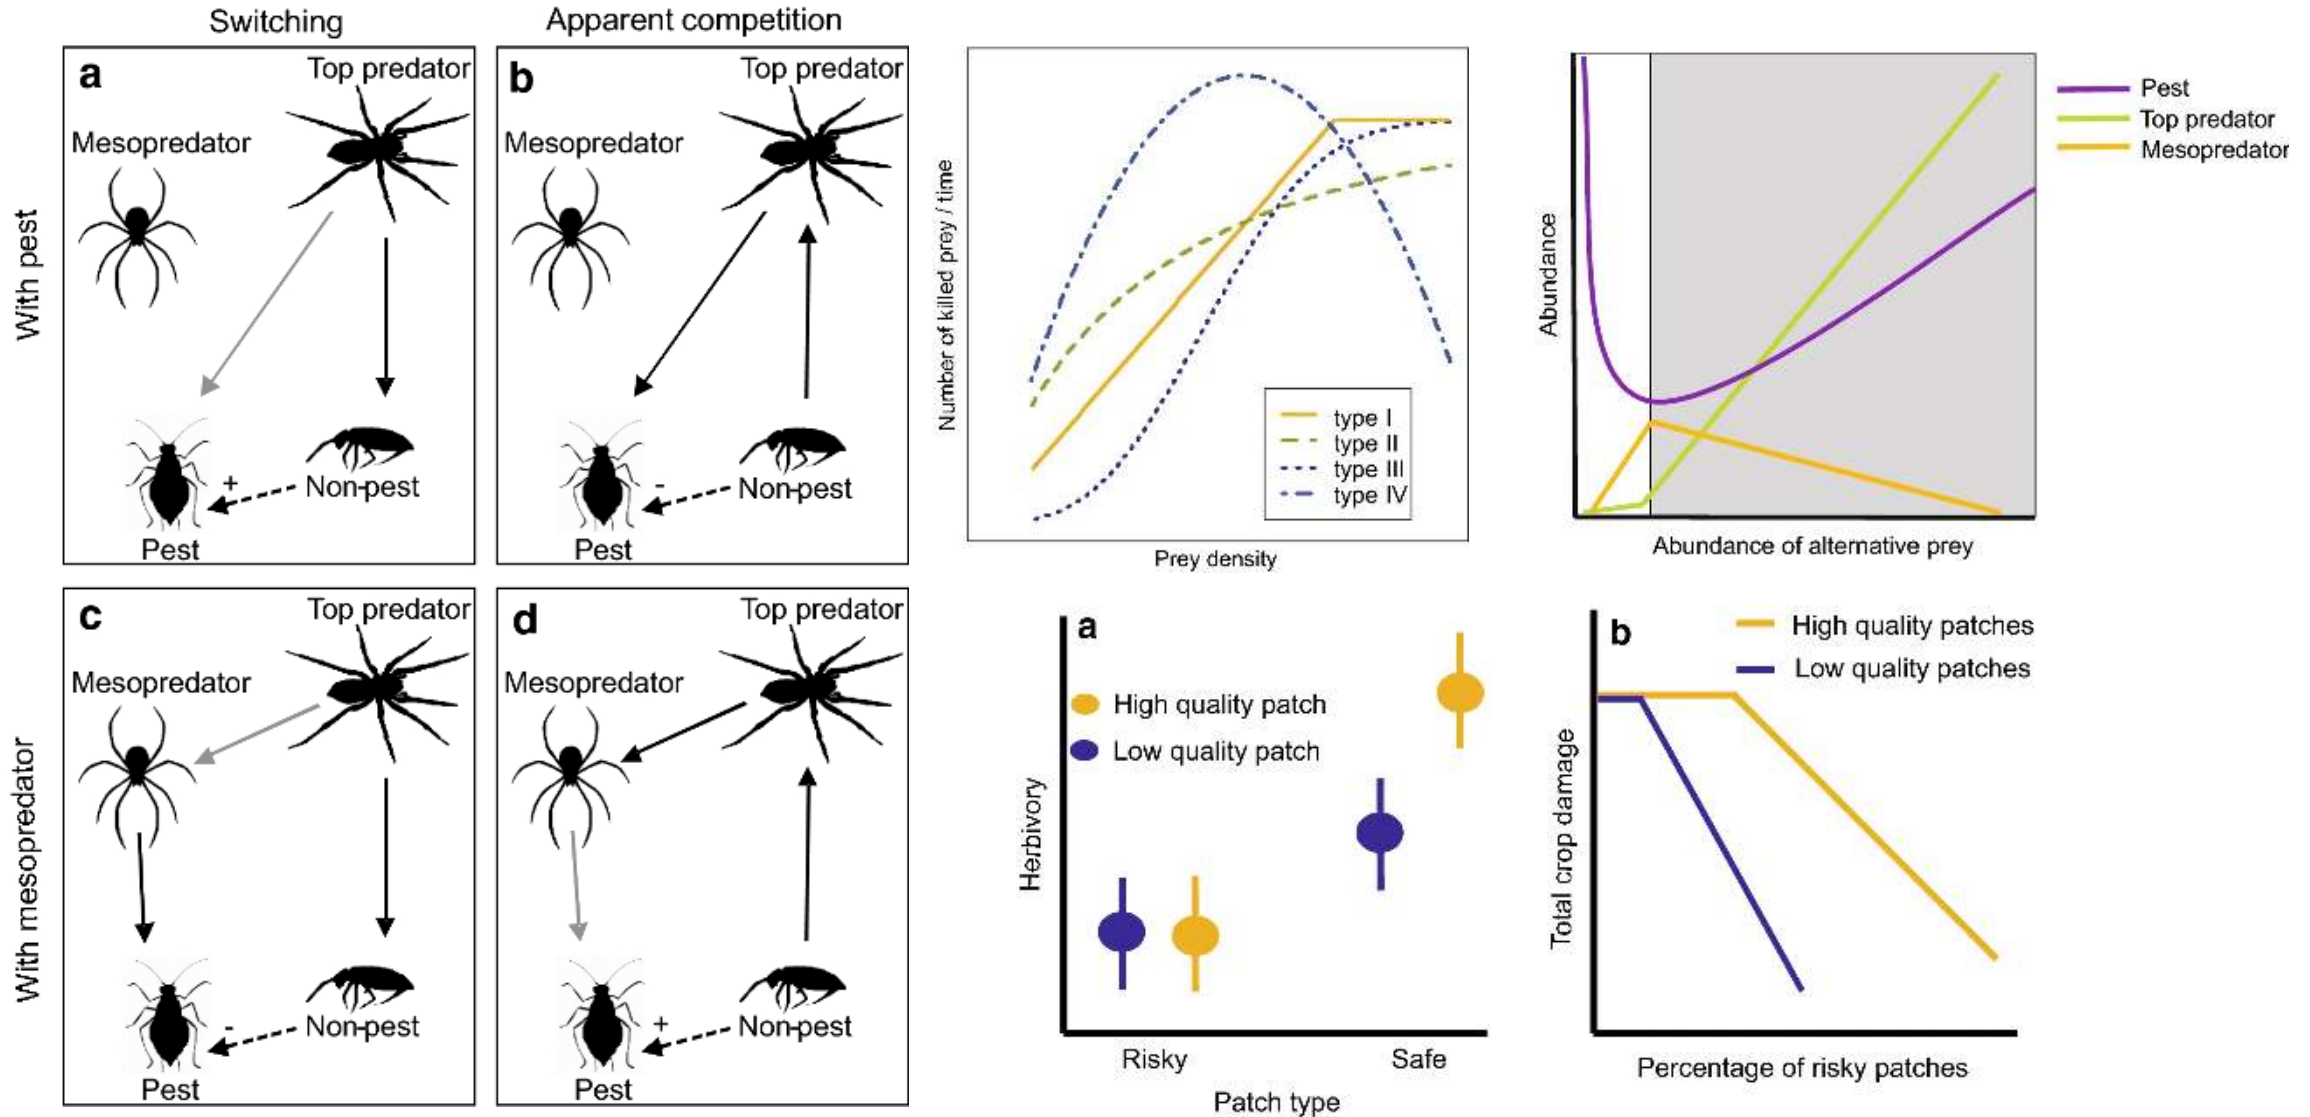 Switching
Apparent competition
With pest
a
Top predator
Mesopredator
+
Non-pest
Pest
b
Top predator
Mesopredator
-
Non-pest
Pest
With mesopredator
c
Top predator
Mesopredator
-
Non-pest
Pest
d
Top predator
Mesopredator
+
Non-pest
Pest
Number of killed prey / time
type I
type II
type III
type IV
Prey density
Abundance
Pest
Top predator
Mesopredator
Abundance of alternative prey
a
High quality patch
Low quality patch
Herbivory
Risky
Safe
Patch type
b
High quality patches
Low quality patches
Total crop damage
Percentage of risky patches